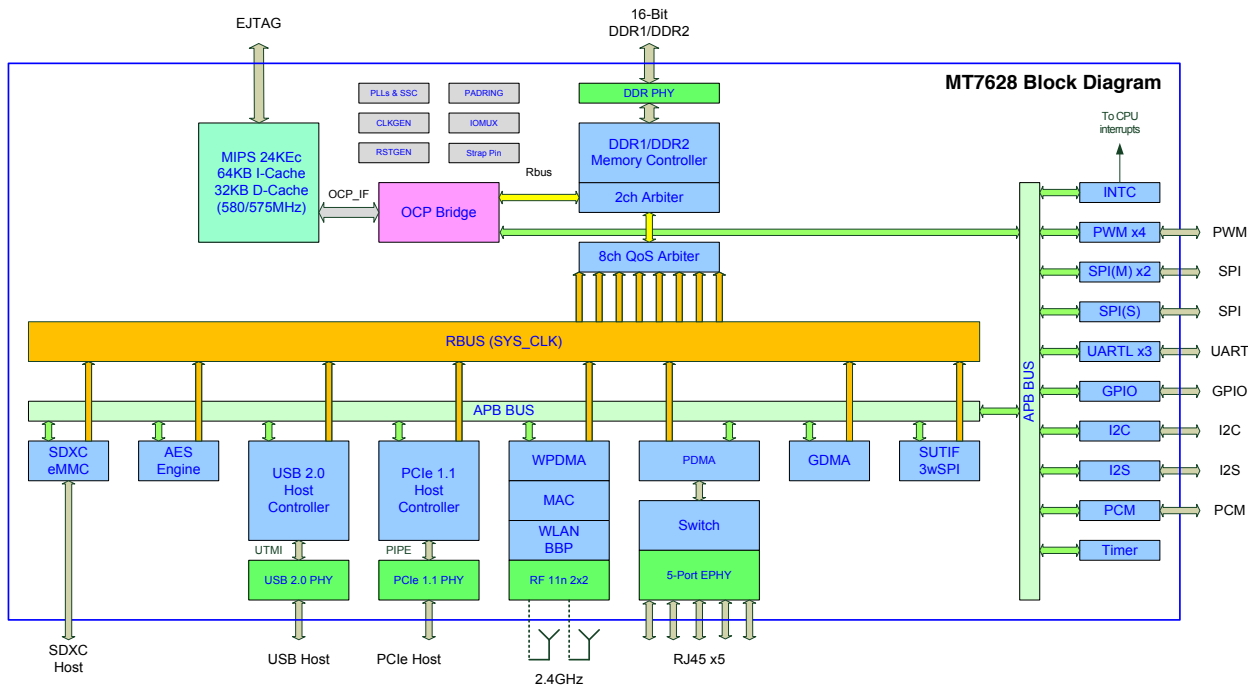 EJTAG
16-Bit
DDR1/DDR2
MT7628 Block Diagram
PLLs & SSC
PADRING
DDR PHY
CLKGEN
IOMUX
RSTGEN
Strap Pin
To CPU
interrupts
MIPS 24KEc
64KB I-Cache
32KB D-Cache
(580/575MHz)
OCP_IF
OCP Bridge
Rbus
DDR1/DDR2
Memory Controller
2ch Arbiter
8ch QoS Arbiter
RBUS (SYS_CLK)
APB BUS
APB BUS
INTC
PWM x4
PWM
SPI(M) x2
SPI
SPI(S)
SPI
UARTL x3
UART
GPIO
GPIO
I2C
I2C
I2S
I2S
PCM
PCM
Timer
SDXC
eMMC
AES
Engine
USB 2.0
Host
Controller
PCIe 1.1
Host
Controller
WPDMA
MAC
WLAN
BBP
RF 11n 2x2
PDMA
Switch
5-Port EPHY
GDMA
SUTIF
3wSPI
UTMI
PIPE
USB 2.0 PHY
PCIe 1.1 PHY
SDXC
Host
USB Host
PCIe Host
2.4GHz
RJ45 x5